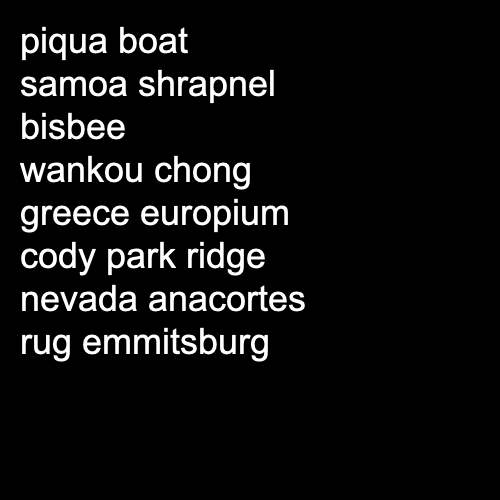 piqua boat
samoa shrapnel
bisbee
wankou chong
greece europium
cody park ridge
nevada anacortes
rug emmitsburg